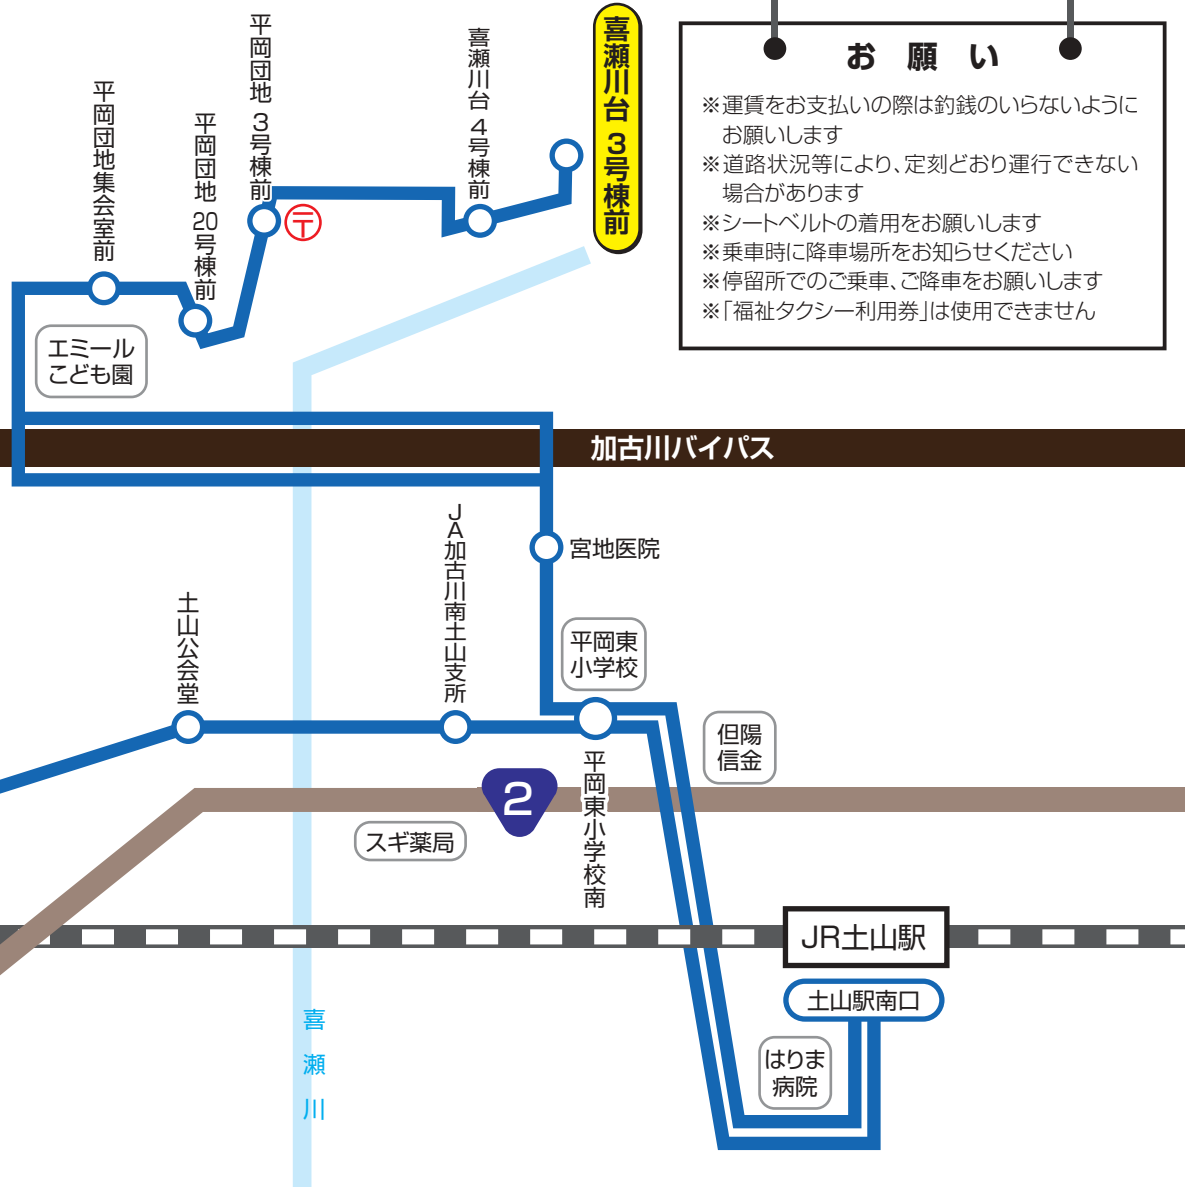 喜瀬川台 3号棟前
喜瀬川台 4号棟前
平岡団地 3号棟前
平岡団地 20号棟前
平岡団地集会室前
〒
お願い
※運賃をお支払いの際は釣銭のいらないように
お願いします
※道路状況等により、定刻どおり運行できない
場合があります
※シートベルトの着用をお願いします
※乗車時に降車場所をお知らせください
※停留所でのご乗車、ご降車をお願いします
※「福祉タクシー利用券」は使用できません
エミール
こども園
加古川バイパス
宮地医院
JA加古川南土山支所
土山公会堂
平岡東
小学校
但陽
信金
平岡東小学校南
2
スギ薬局
JR土山駅
土山駅南口
はりま
病院
喜瀬川